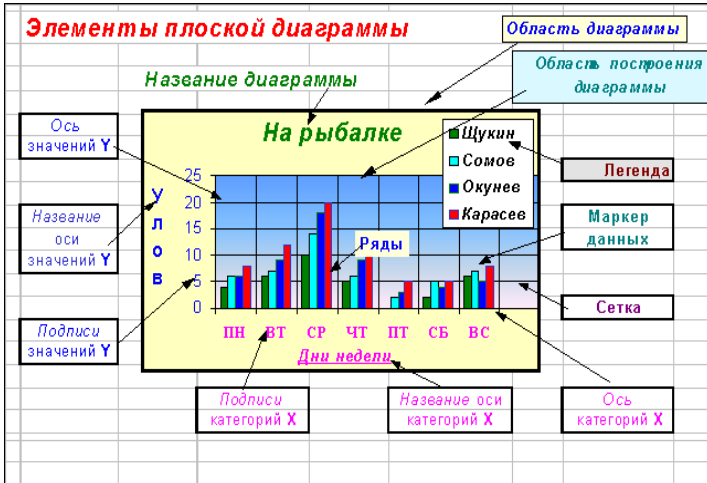 Элементы плоской диаграммы
Область диаграммы
Область построения
диаграммы
Название диаграммы
Ось
значений Y
На рыбалке
Щукин
Сомов
Окунев
Карасев
Легенда
25
20
15
10
5
0
У
л
о
в
Название
оси
значений Y
Ряды
Маркер
данных
Сетка
Подписи
значений Y
ПН ВТ СР ЧТ ПТ СБ ВС
Дни недели
Подписи
категорий X
Название оси
категорий X
Ось
категорий X